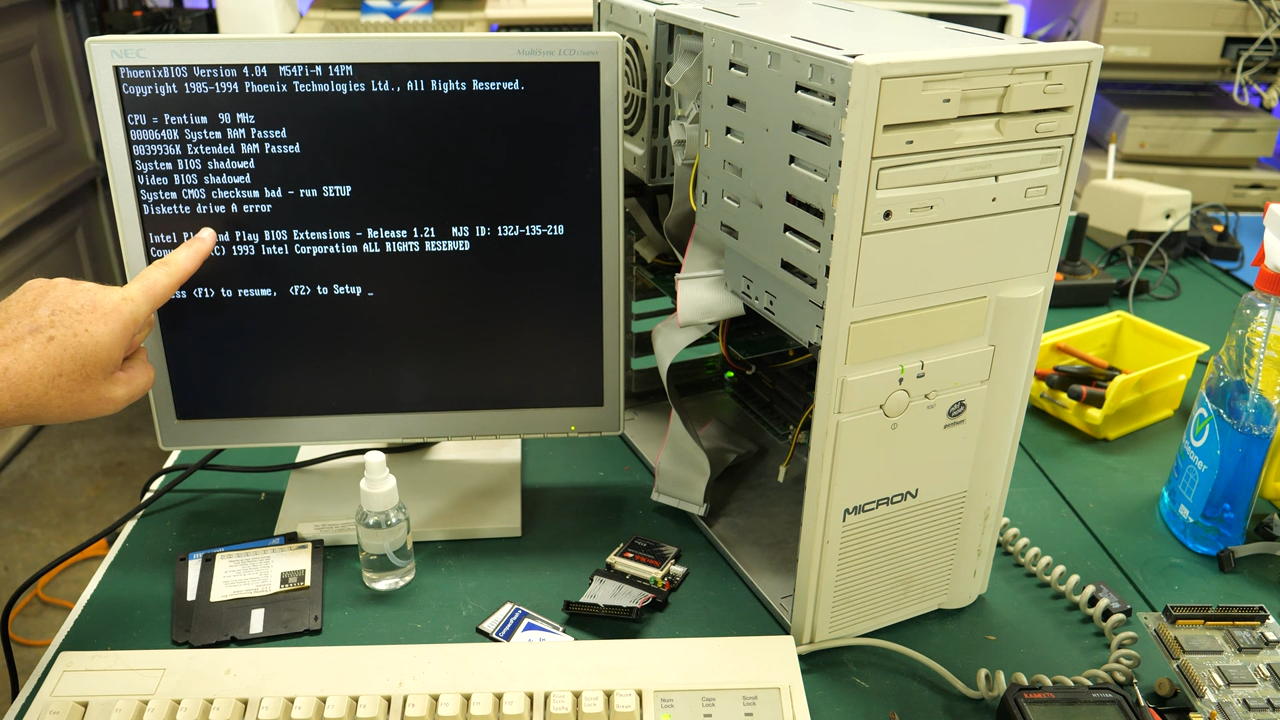 NEC
MultiSync LCD
PhoenixBIOS Version 4.04 M54Pi-N 14PM
Copyright 1985-1994 Phoenix Technologies Ltd., All Rights Reserved.
CPU = Pentium 90 MHz
0000640K System RAM Passed
0039936K Extended RAM Passed
System BIOS shadowed
Video BIOS shadowed
System CMOS checksum bad - run SETUP
Diskette drive A error
Intel and Play BIOS Extensions - Release 1.21 NJS ID: 132J-135-210
(C) 1993 Intel Corporation ALL RIGHTS RESERVED
<F1> to resume, <F2> to Setup _
RESET
pentium
MICRON
cleaner
Num Lock
Caps Lock
Scroll Lock